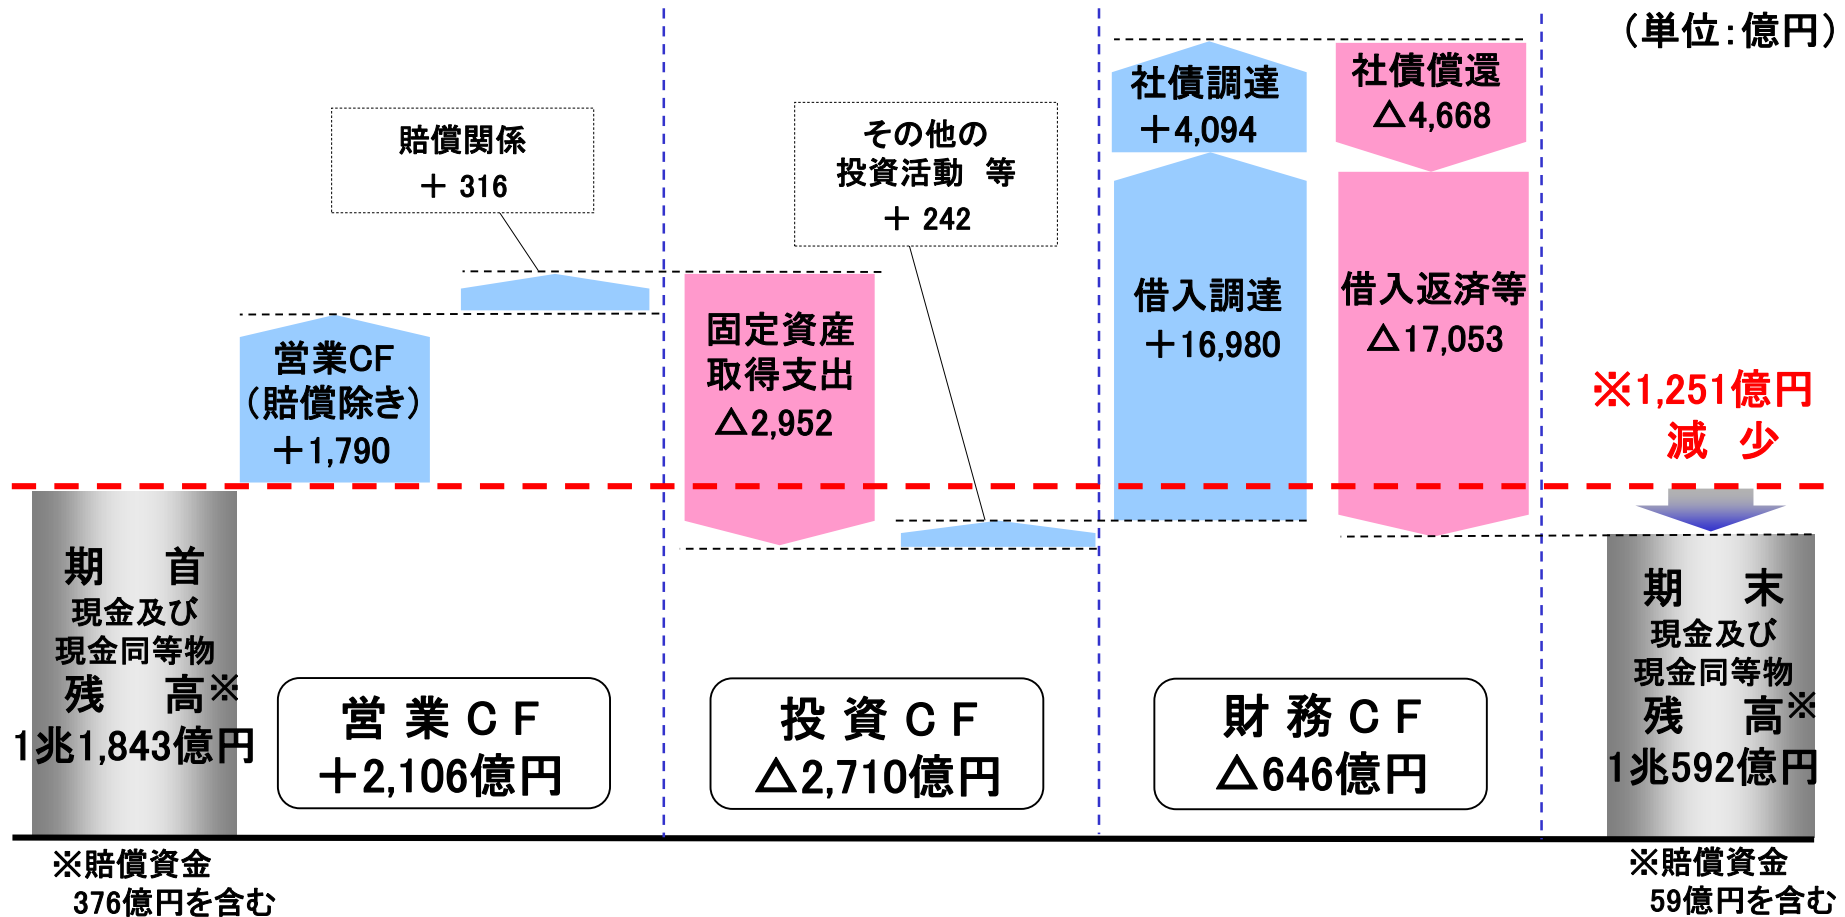 （単位：億円）
賠償関係
＋ 316
その他の
投資活動 等
＋ 242
社債調達
＋4,094
社債償還
△4,668
営業CF
（賠償除き）
＋1,790
固定資産
取得支出
△2,952
借入調達
＋16,980
借入返済等
△17,053
※1,251億円
減 少
期 首
現金及び
現金同等物
残 高※
1兆1,843億円
営 業 C F
＋2,106億円
投 資 C F
△2,710億円
財 務 C F
△646億円
期 末
現金及び
現金同等物
残 高※
1兆592億円
※賠償資金
376億円を含む
※賠償資金
59億円を含む